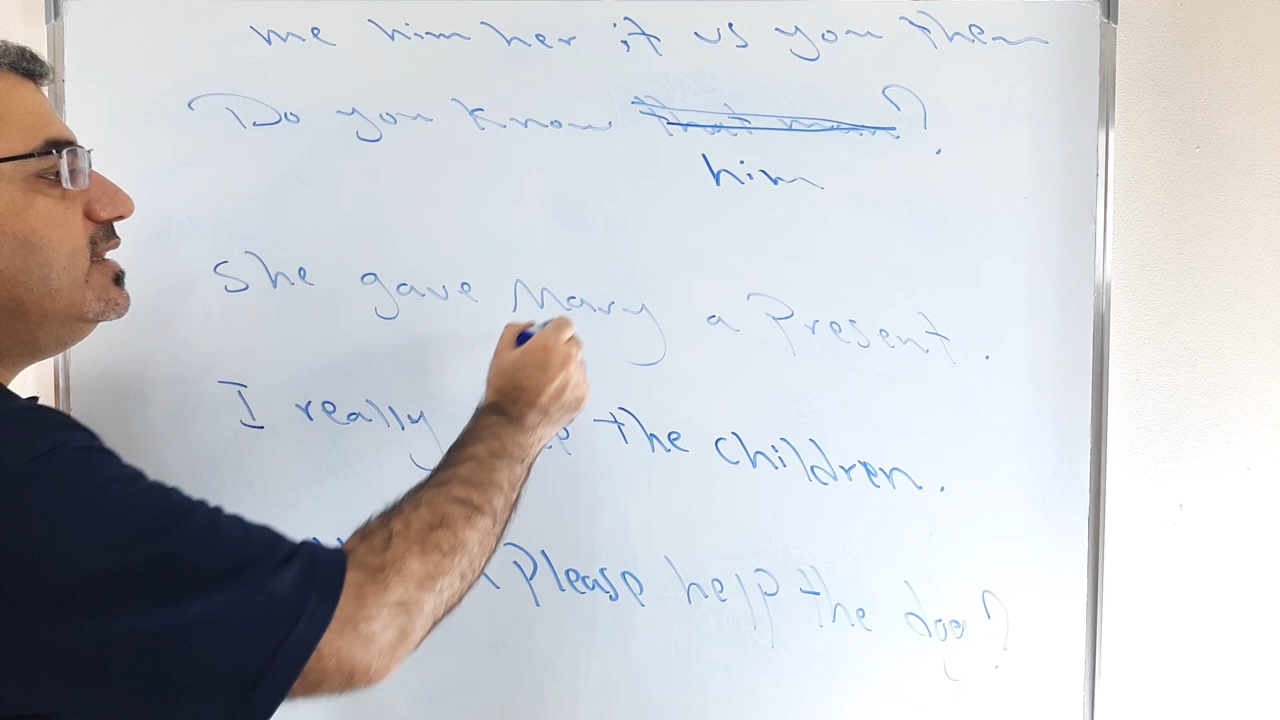 me him her it us you them
Do you know that man?
him
she gave Mary a Present.
I really the children.
Please help the dog?